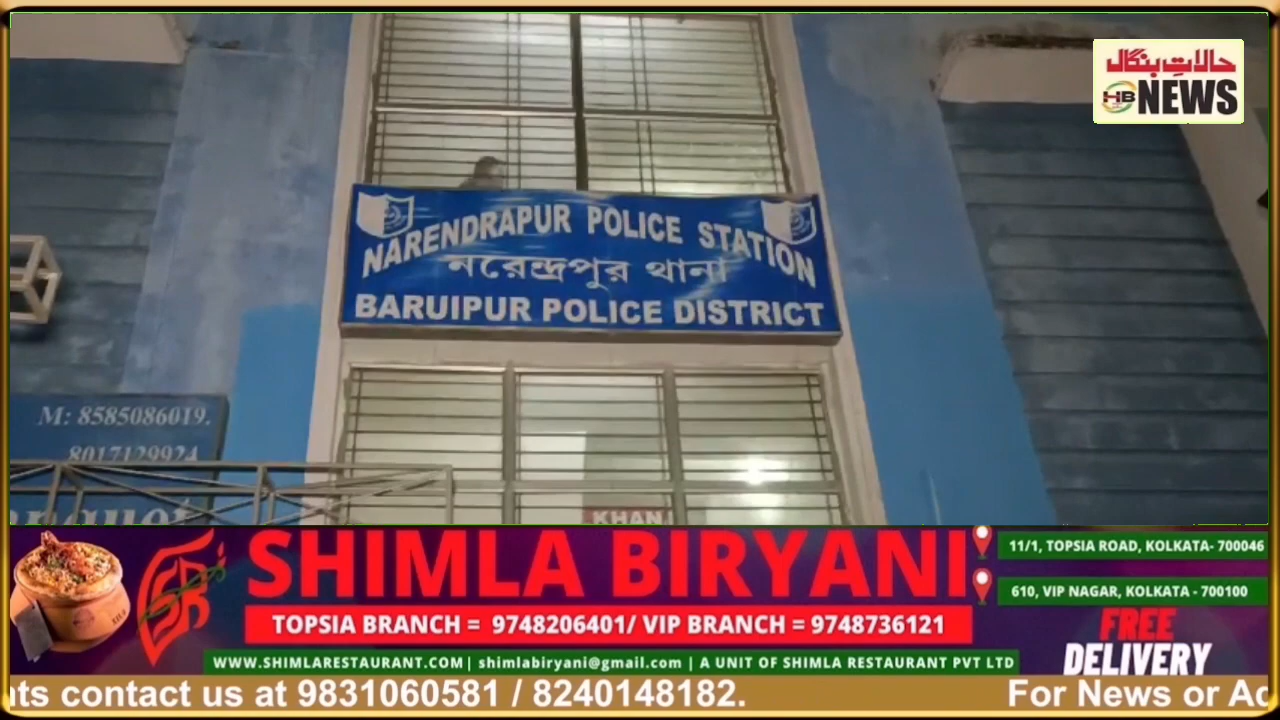 حالاتِ بنگال
HB NEWS
NARENDRAPUR POLICE STATION
নরেন্দ্রপুর থানা
BARUIPUR POLICE DISTRICT
M: 8585086019.
8017129924
KHAN
SHIMLA BIRYANI
11/1, TOPSIA ROAD, KOLKATA- 700046
610, VIP NAGAR, KOLKATA - 700100
TOPSIA BRANCH = 9748206401/ VIP BRANCH = 9748736121
FREE
DELIVERY
WWW.SHIMLARESTAURANT.COM| shimlabiryani@gmail.com | A UNIT OF SHIMLA RESTAURANT PVT LTD
nts contact us at 9831060581 / 8240148182. For News or Ad